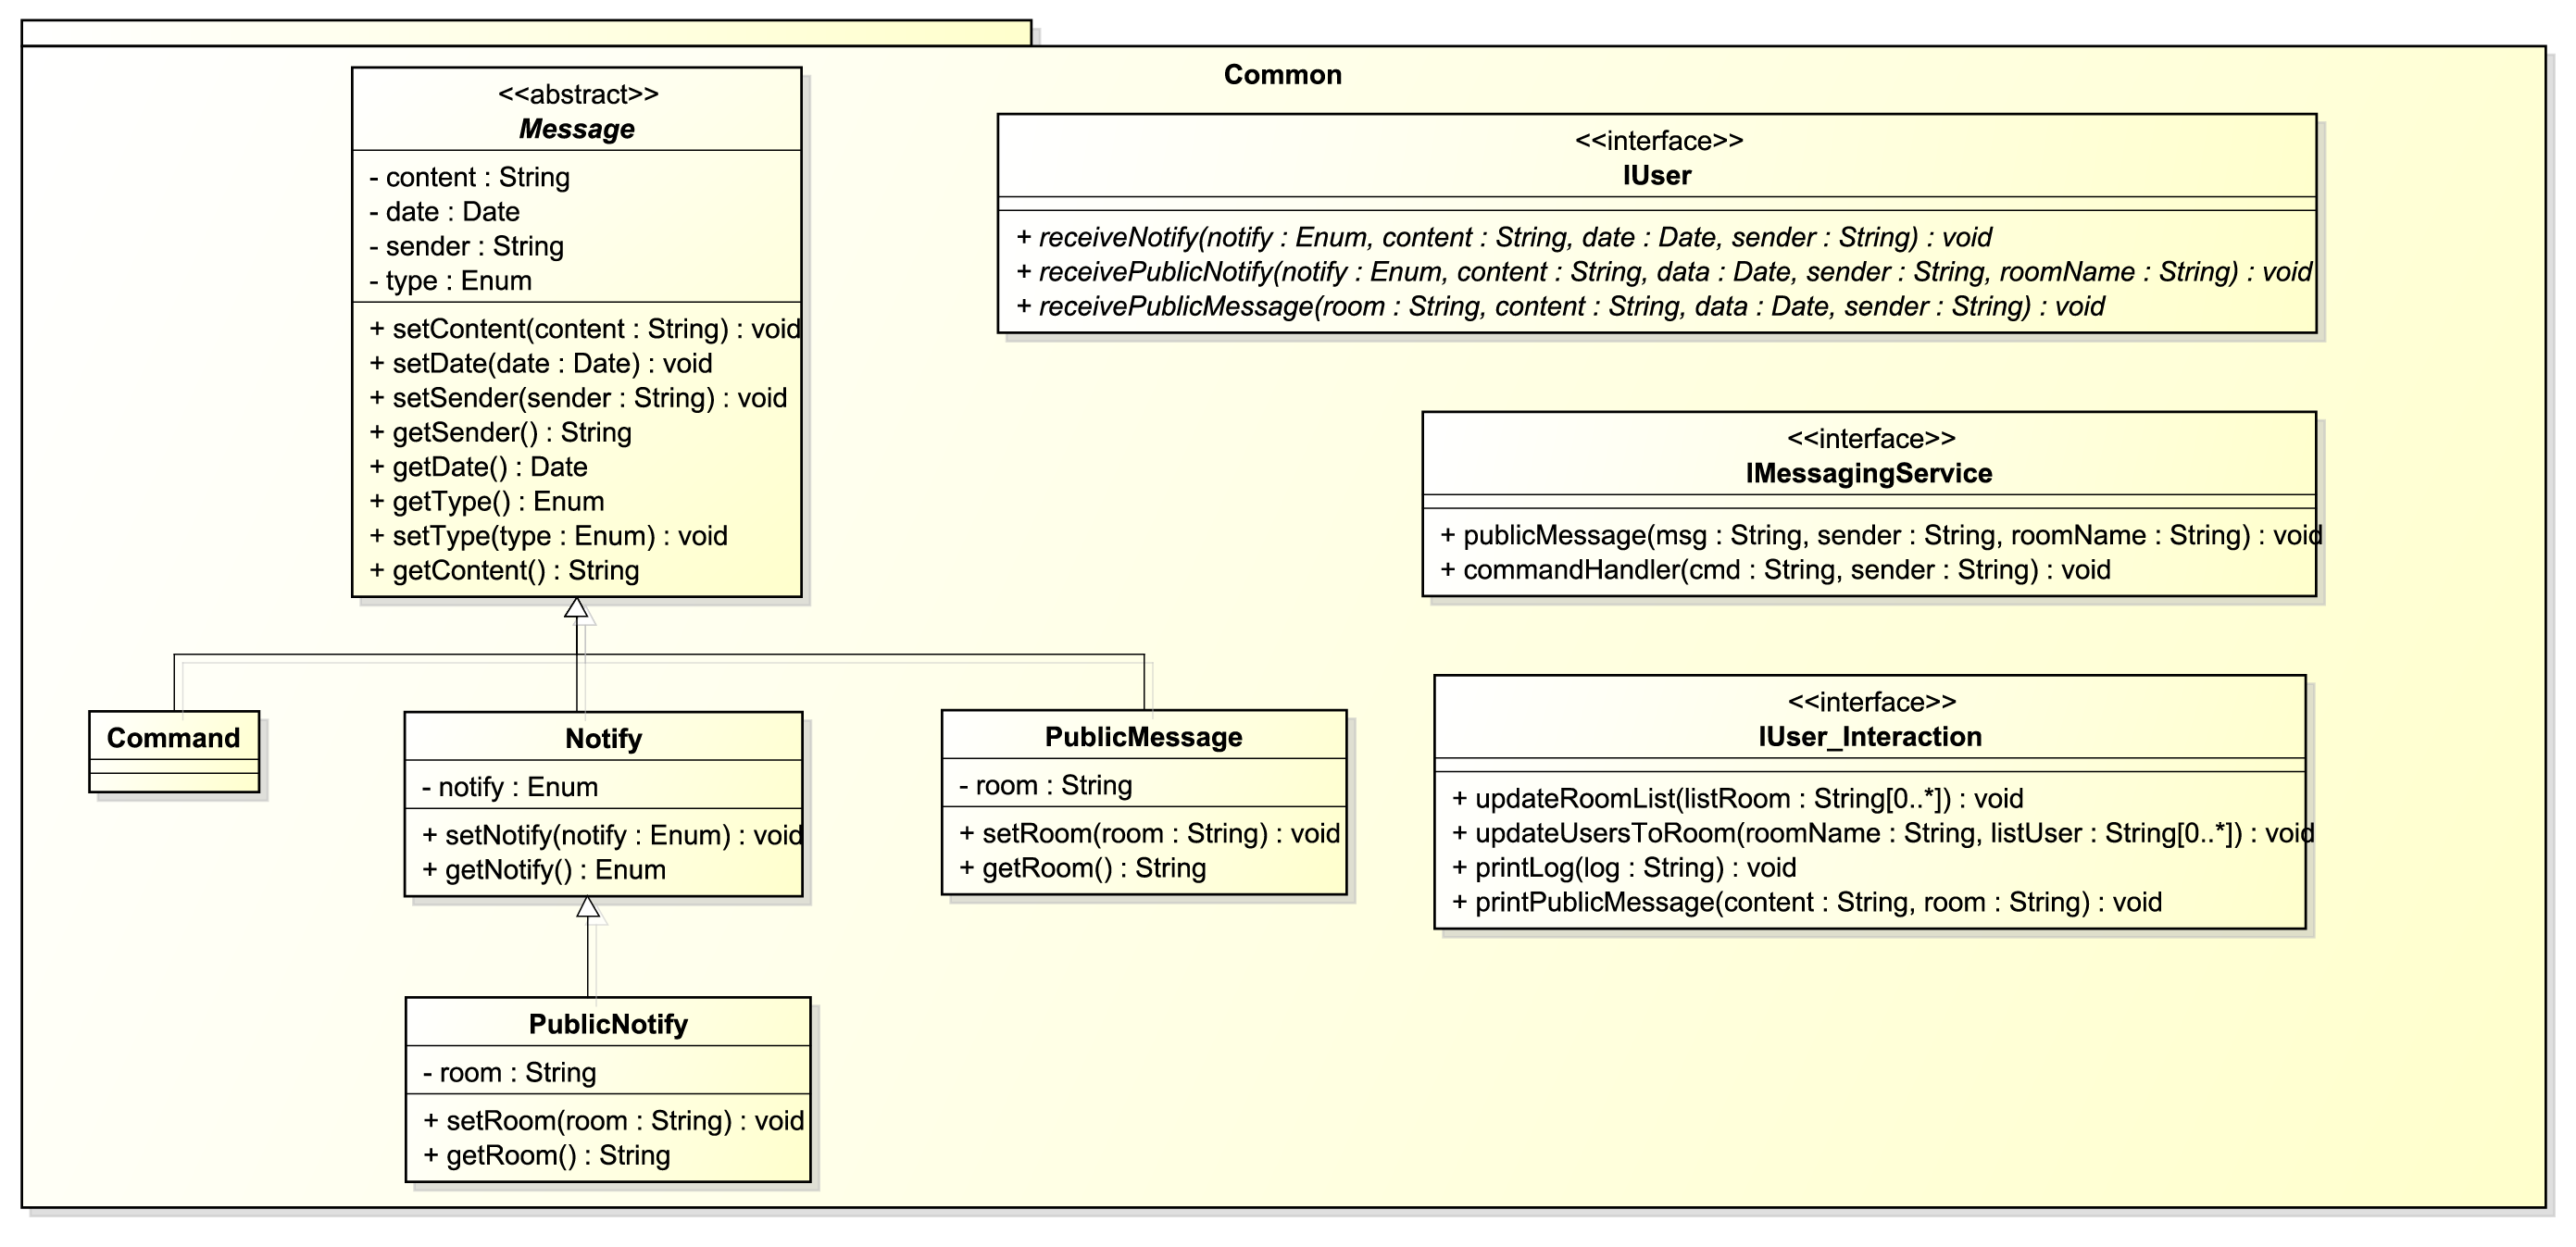 Common
<<abstract>>
Message
- content : String
- date : Date
- sender : String
- type : Enum
+ setContent(content : String) : void
+ setDate(date : Date) : void
+ setSender(sender : String) : void
+ getSender() : String
+ getDate() : Date
+ getType() : Enum
+ setType(type : Enum) : void
+ getContent() : String
<<interface>>
IUser
+ receiveNotify(notify : Enum, content : String, date : Date, sender : String) : void
+ receivePublicNotify(notify : Enum, content : String, data : Date, sender : String, roomName : String) : void
+ receivePublicMessage(room : String, content : String, data : Date, sender : String) : void
<<interface>>
IMessagingService
+ publicMessage(msg : String, sender : String, roomName : String) : void
+ commandHandler(cmd : String, sender : String) : void
Command
Notify
- notify : Enum
+ setNotify(notify : Enum) : void
+ getNotify() : Enum
PublicMessage
- room : String
+ setRoom(room : String) : void
+ getRoom() : String
<<interface>>
IUser_Interaction
+ updateRoomList(listRoom : String[0..*]) : void
+ updateUsersToRoom(roomName : String, listUser : String[0..*]) : void
+ printLog(log : String) : void
+ printPublicMessage(content : String, room : String) : void
PublicNotify
- room : String
+ setRoom(room : String) : void
+ getRoom() : String